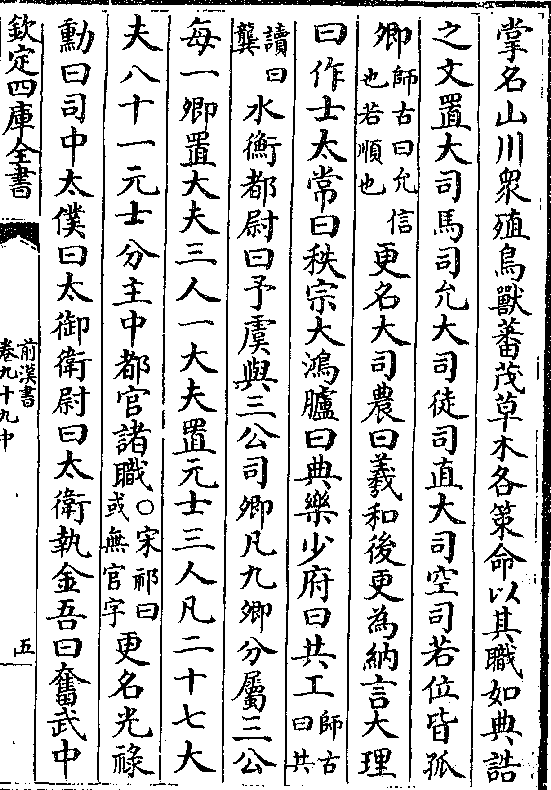 掌名山川衆殖鳥獸蕃茂草木各策命以其職如典誥
之文置大司馬司允大司徒司直大司空司若位皆孤
卿師古曰允信也若順也更名大司農曰羲和後更為納言大理
曰作士太常曰秩宗大鴻臚曰典樂少府曰共工師古曰共
讀曰龔水衡都尉曰予虞與三公司卿凡九卿分屬三公
每一卿置大夫三人一大夫置元士三人凡二十七大
夫八十一元士分主中都官諸職○宋祁曰或無官字更名光祿
勳曰司中太僕曰太御衛尉曰太衛執金吾曰奮武中
欽定四庫全書
前漢書
卷九十九中
五